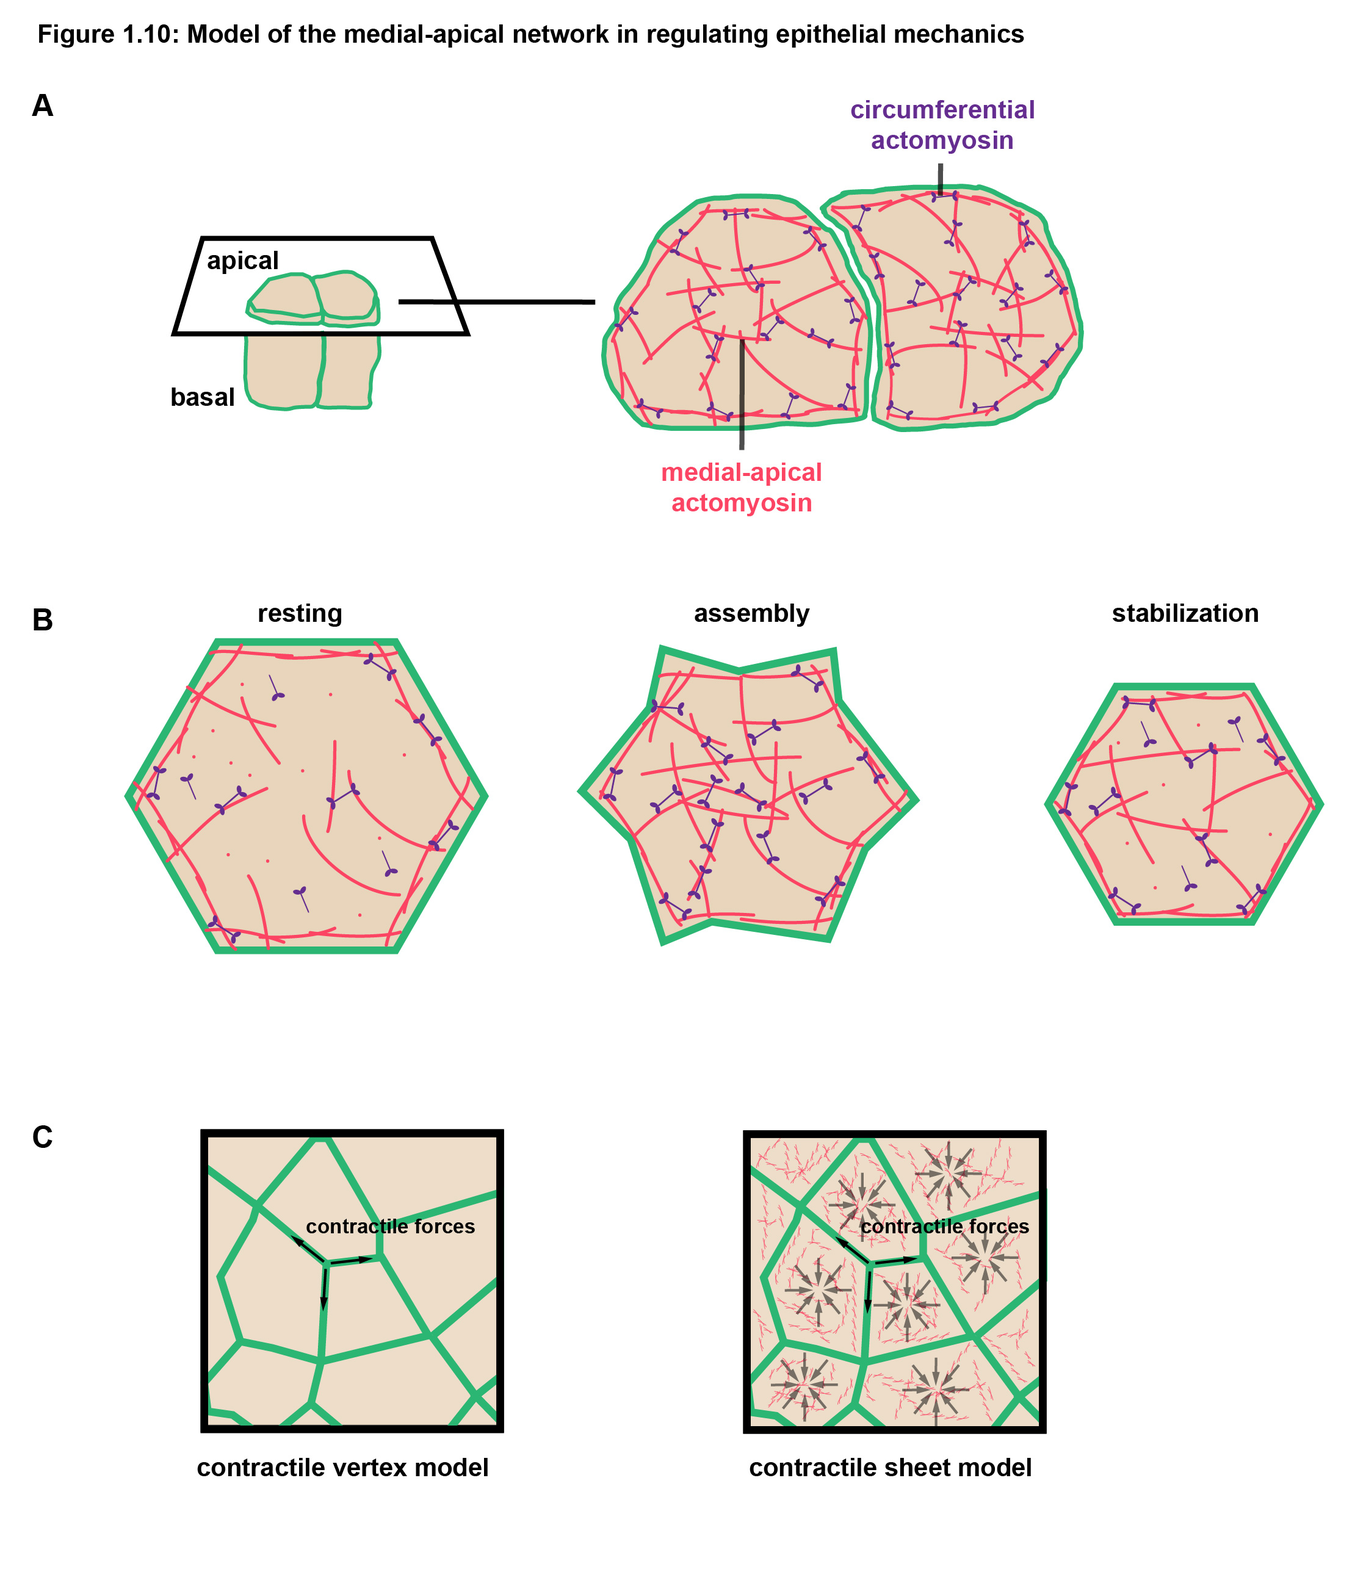 Figure 1.10: Model of the medial-apical network in regulating epithelial mechanics
A
circumferential
actomyosin
apical
basal
medial-apical
actomyosin
B
resting
assembly
stabilization
C
contractile forces
contractile forces
contractile vertex model
contractile sheet model